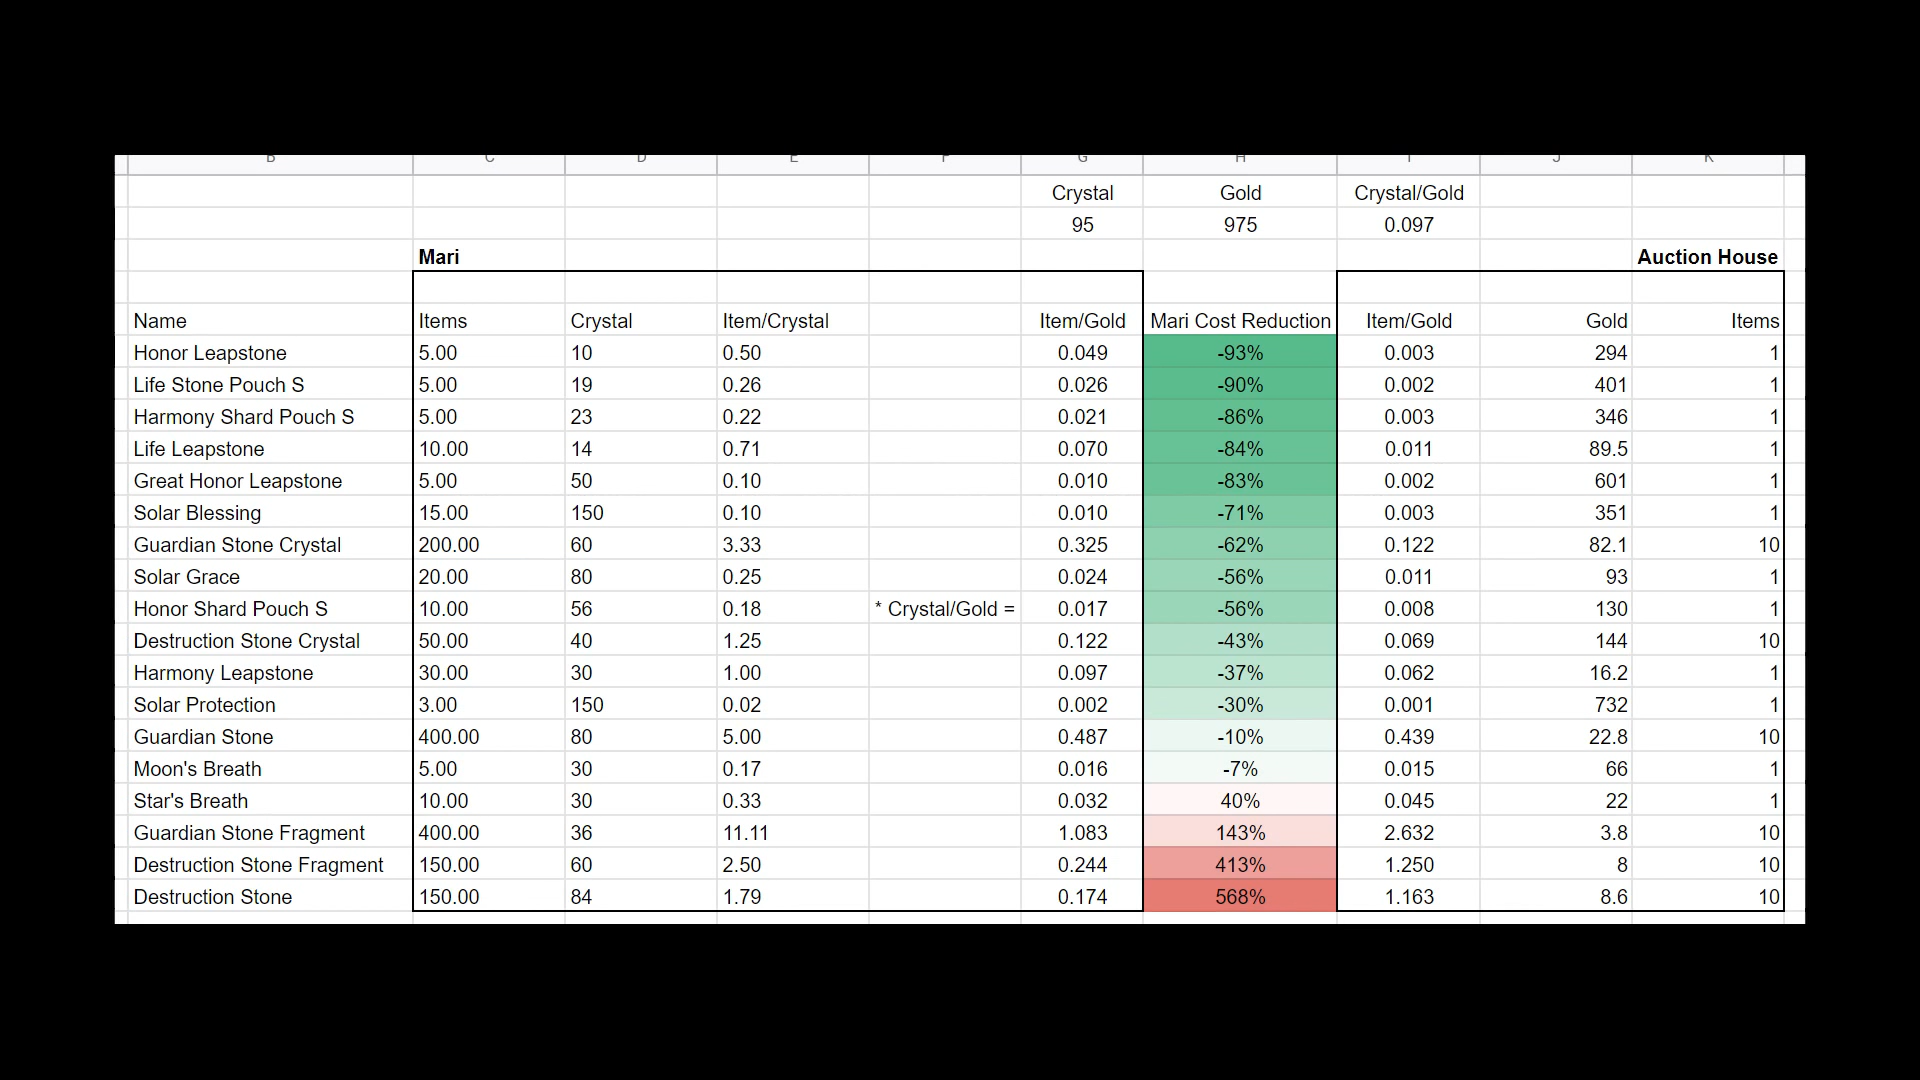 B C D E F G H I J K
Crystal Gold Crystal/Gold
95 975 0.097
Mari Auction House
Name Items Crystal Item/Crystal Item/Gold Mari Cost Reduction Item/Gold Gold Items
Honor Leapstone 5.00 10 0.50 0.049 -93% 0.003 294 1
Life Stone Pouch S 5.00 19 0.26 0.026 -90% 0.002 401 1
Harmony Shard Pouch S 5.00 23 0.22 0.021 -86% 0.003 346 1
Life Leapstone 10.00 14 0.71 0.070 -84% 0.011 89.5 1
Great Honor Leapstone 5.00 50 0.10 0.010 -83% 0.002 601 1
Solar Blessing 15.00 150 0.10 0.010 -71% 0.003 351 1
Guardian Stone Crystal 200.00 60 3.33 0.325 -62% 0.122 82.1 10
Solar Grace 20.00 80 0.25 0.024 -56% 0.011 93 1
Honor Shard Pouch S 10.00 56 0.18 * Crystal/Gold = 0.017 -56% 0.008 130 1
Destruction Stone Crystal 50.00 40 1.25 0.122 -43% 0.069 144 10
Harmony Leapstone 30.00 30 1.00 0.097 -37% 0.062 16.2 1
Solar Protection 3.00 150 0.02 0.002 -30% 0.001 732 1
Guardian Stone 400.00 80 5.00 0.487 -10% 0.439 22.8 10
Moon's Breath 5.00 30 0.17 0.016 -7% 0.015 66 1
Star's Breath 10.00 30 0.33 0.032 40% 0.045 22 1
Guardian Stone Fragment 400.00 36 11.11 1.083 143% 2.632 3.8 10
Destruction Stone Fragment 150.00 60 2.50 0.244 413% 1.250 8 10
Destruction Stone 150.00 84 1.79 0.174 568% 1.163 8.6 10